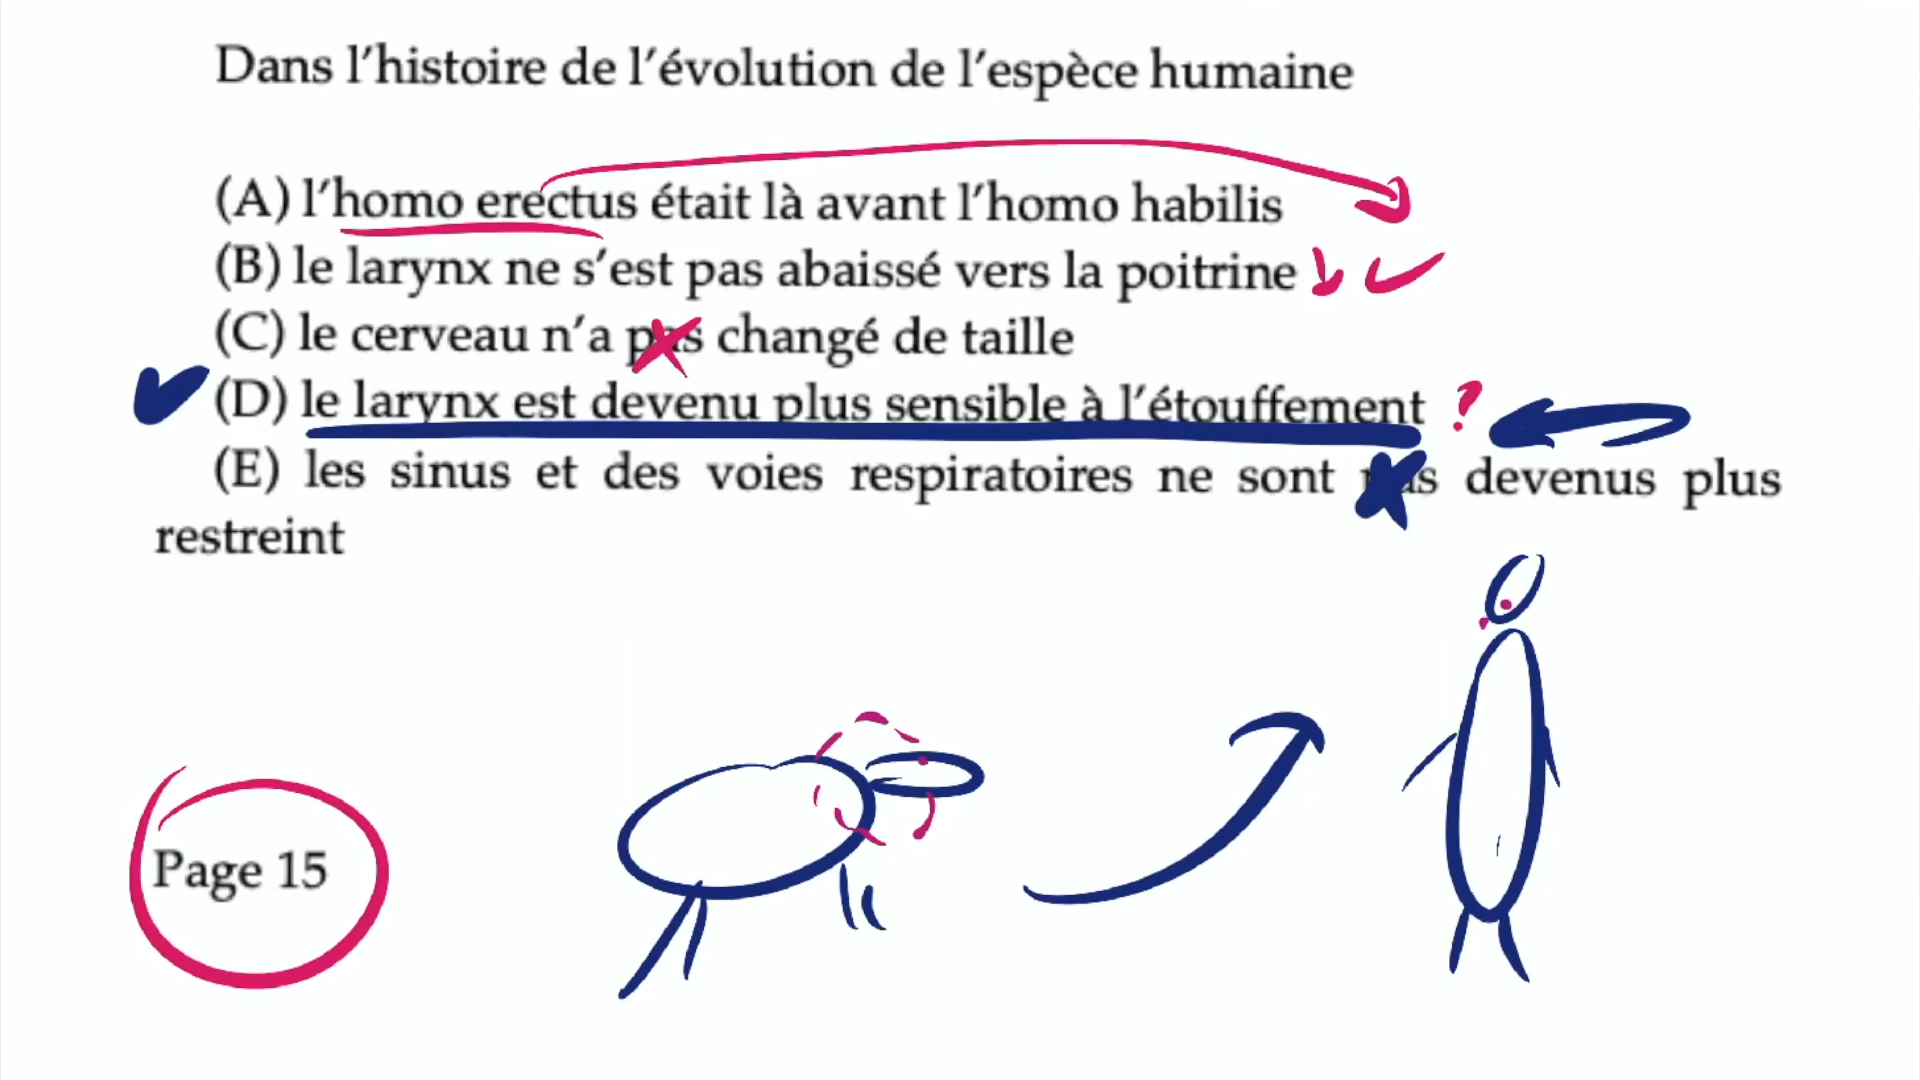 Dans l'histoire de l'évolution de l'espèce humaine
(A) l'homo erectus était là avant l'homo habilis
(B) le larynx ne s'est pas abaissé vers la poitrine
(C) le cerveau n'a pas changé de taille
(D) le larynx est devenu plus sensible à l'étouffement ?
(E) les sinus et des voies respiratoires ne sont pas devenus plus
restreint
Page 15